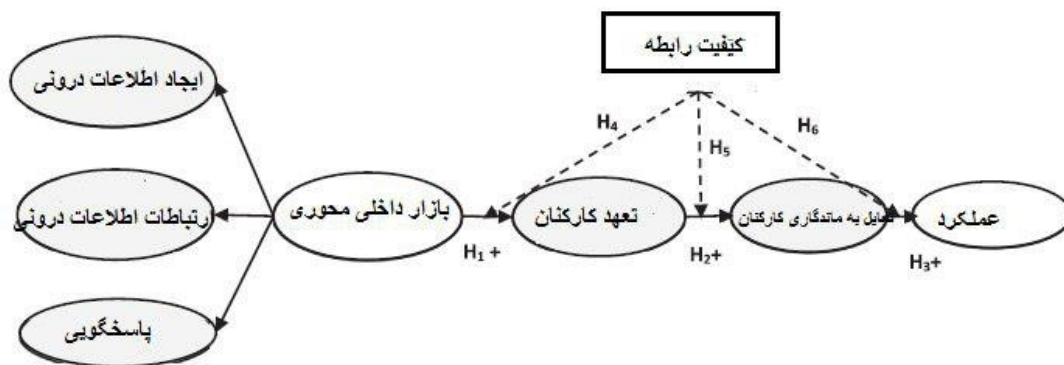 کیفیت رابطه
ایجاد اطلاعات درونی
H4
H5
H6
ارتباطات اطلاعات درونی
بازار داخلی محوری
تعهد کارکنان
به ماندگاری کارکنان
عملکرد
H1 +
H2+
H3+
پاسخگویی